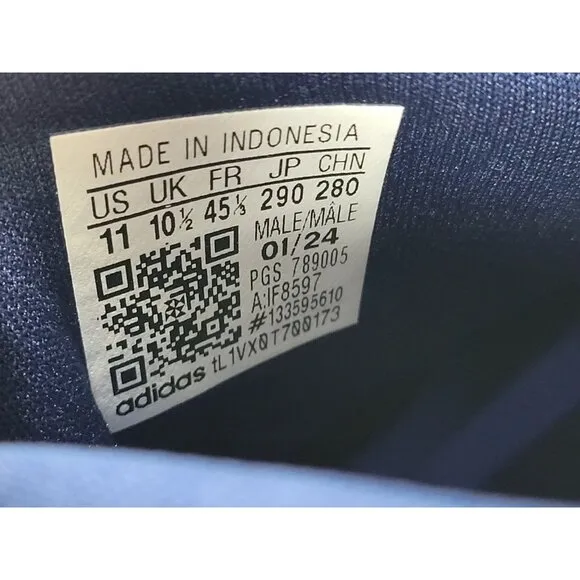 MADE IN INDONESIA
US UK FR JP CHN
11 10½ 45⅓ 290 280
MALE/MÂLE
01/24
PGS 789005
A:IF8597
#133595610
adidas tL1VX0T700173